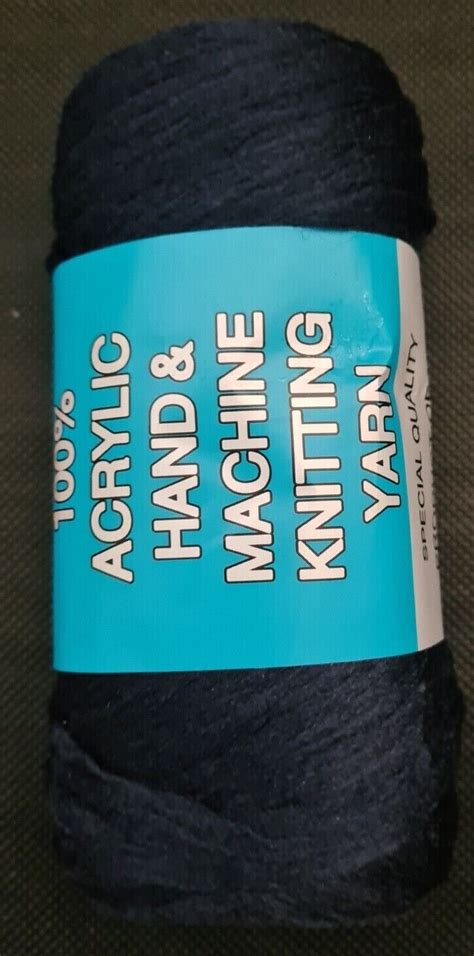 100%
ACRYLIC
HAND &
MACHINE
KNITTING
YARN
SPECIAL QUALITY